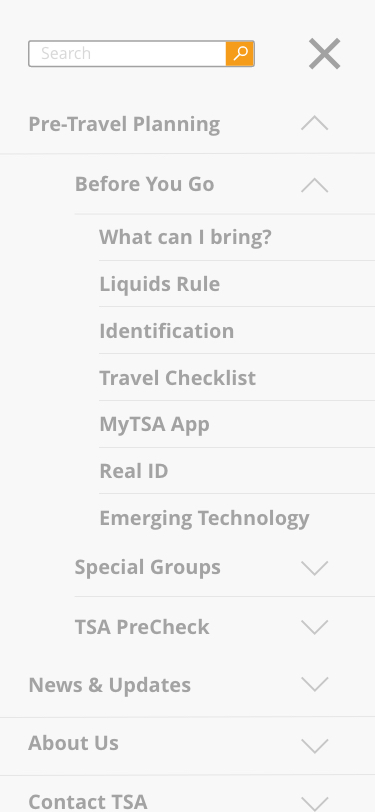 Search
Pre-Travel Planning
Before You Go
What can I bring?
Liquids Rule
Identification
Travel Checklist
MyTSA App
Real ID
Emerging Technology
Special Groups
TSA PreCheck
News & Updates
About Us
Contact TSA